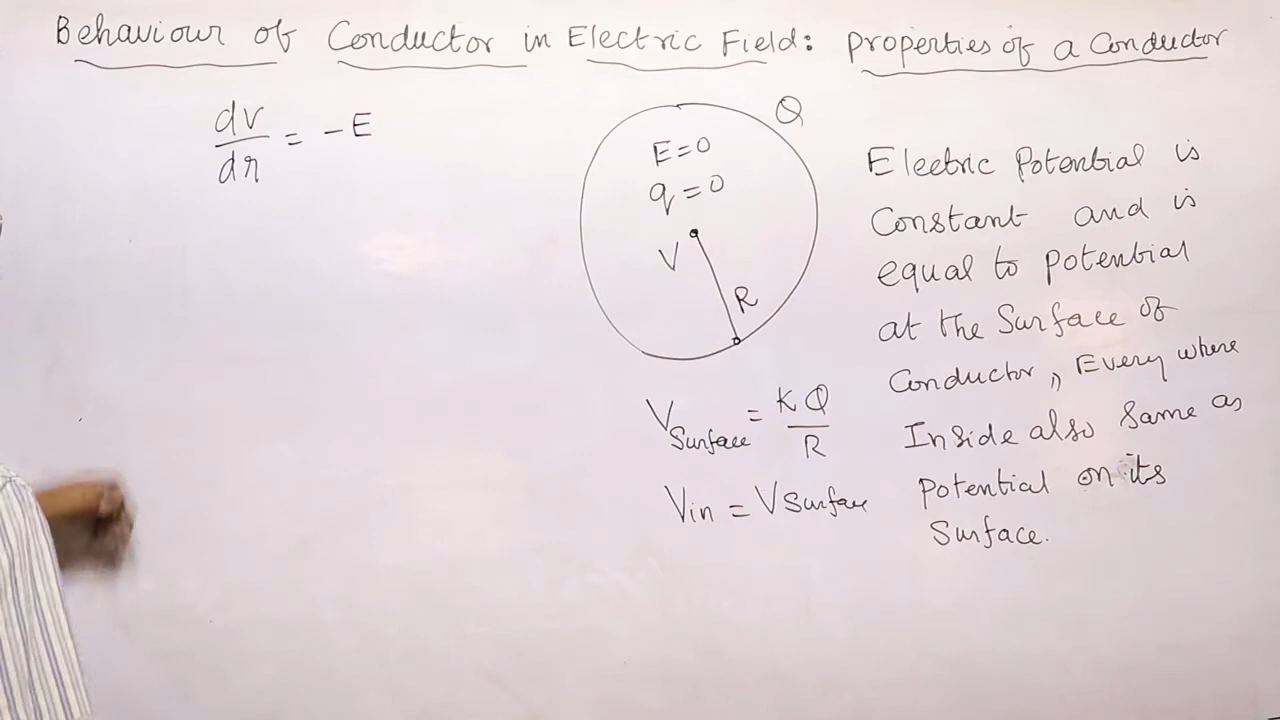 Behaviour of Conductor in Electric Field: properties of a Conductor
dv/dr = -E
Q
E=0
q=0
V
R
V Surface = KQ/R
Vin = VSurface
Electric Potential is
Constant and is
equal to potential
at the Surface of
Conductor, Every where
Inside also same as
potential on its
Surface.